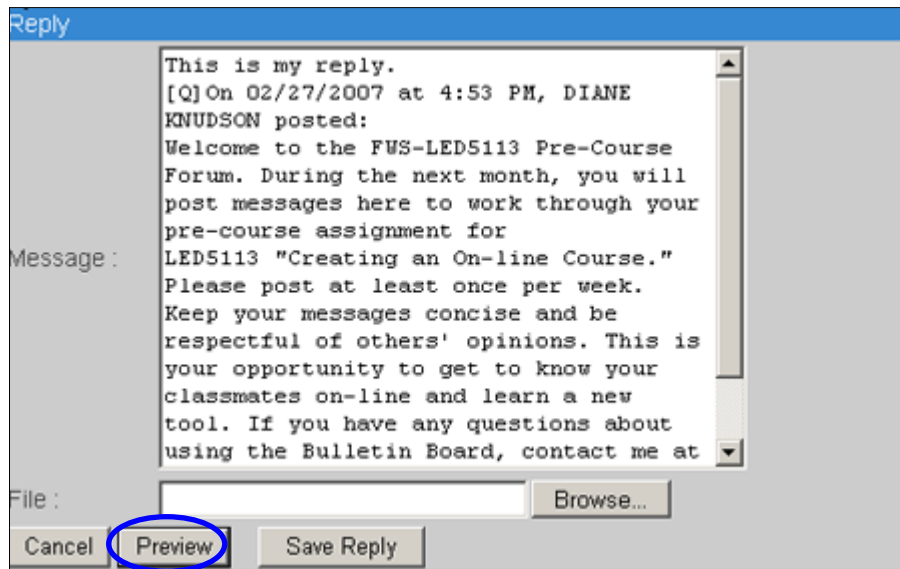 Reply
This is my reply.
[Q]On 02/27/2007 at 4:53 PM, DIANE
KNUDSON posted:
Welcome to the FWS-LED5113 Pre-Course
Forum. During the next month, you will
post messages here to work through your
pre-course assignment for
Message :
LED5113 "Creating an On-line Course."
Please post at least once per week.
Keep your messages concise and be
respectful of others' opinions. This is
your opportunity to get to know your
classmates on-line and learn a new
tool. If you have any questions about
using the Bulletin Board, contact me at
File :
Browse...
Cancel Preview Save Reply